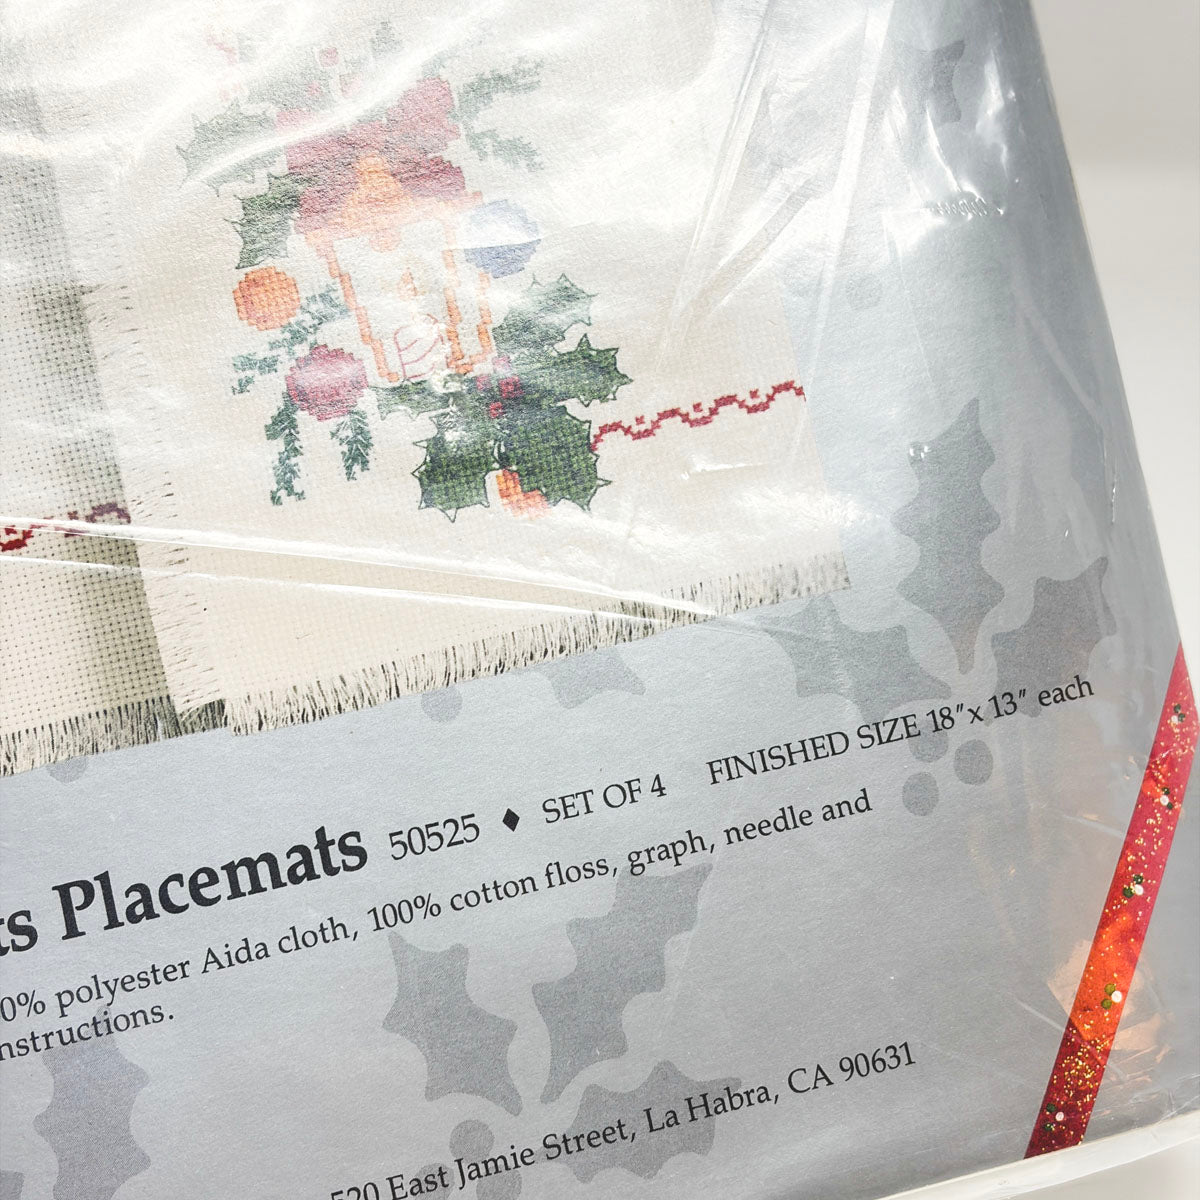 ts Placemats 50525 ♦ SET OF 4 FINISHED SIZE 18"x 13" each
0% polyester Aida cloth, 100% cotton floss, graph, needle and
nstructions.
520 East Jamie Street, La Habra, CA 90631